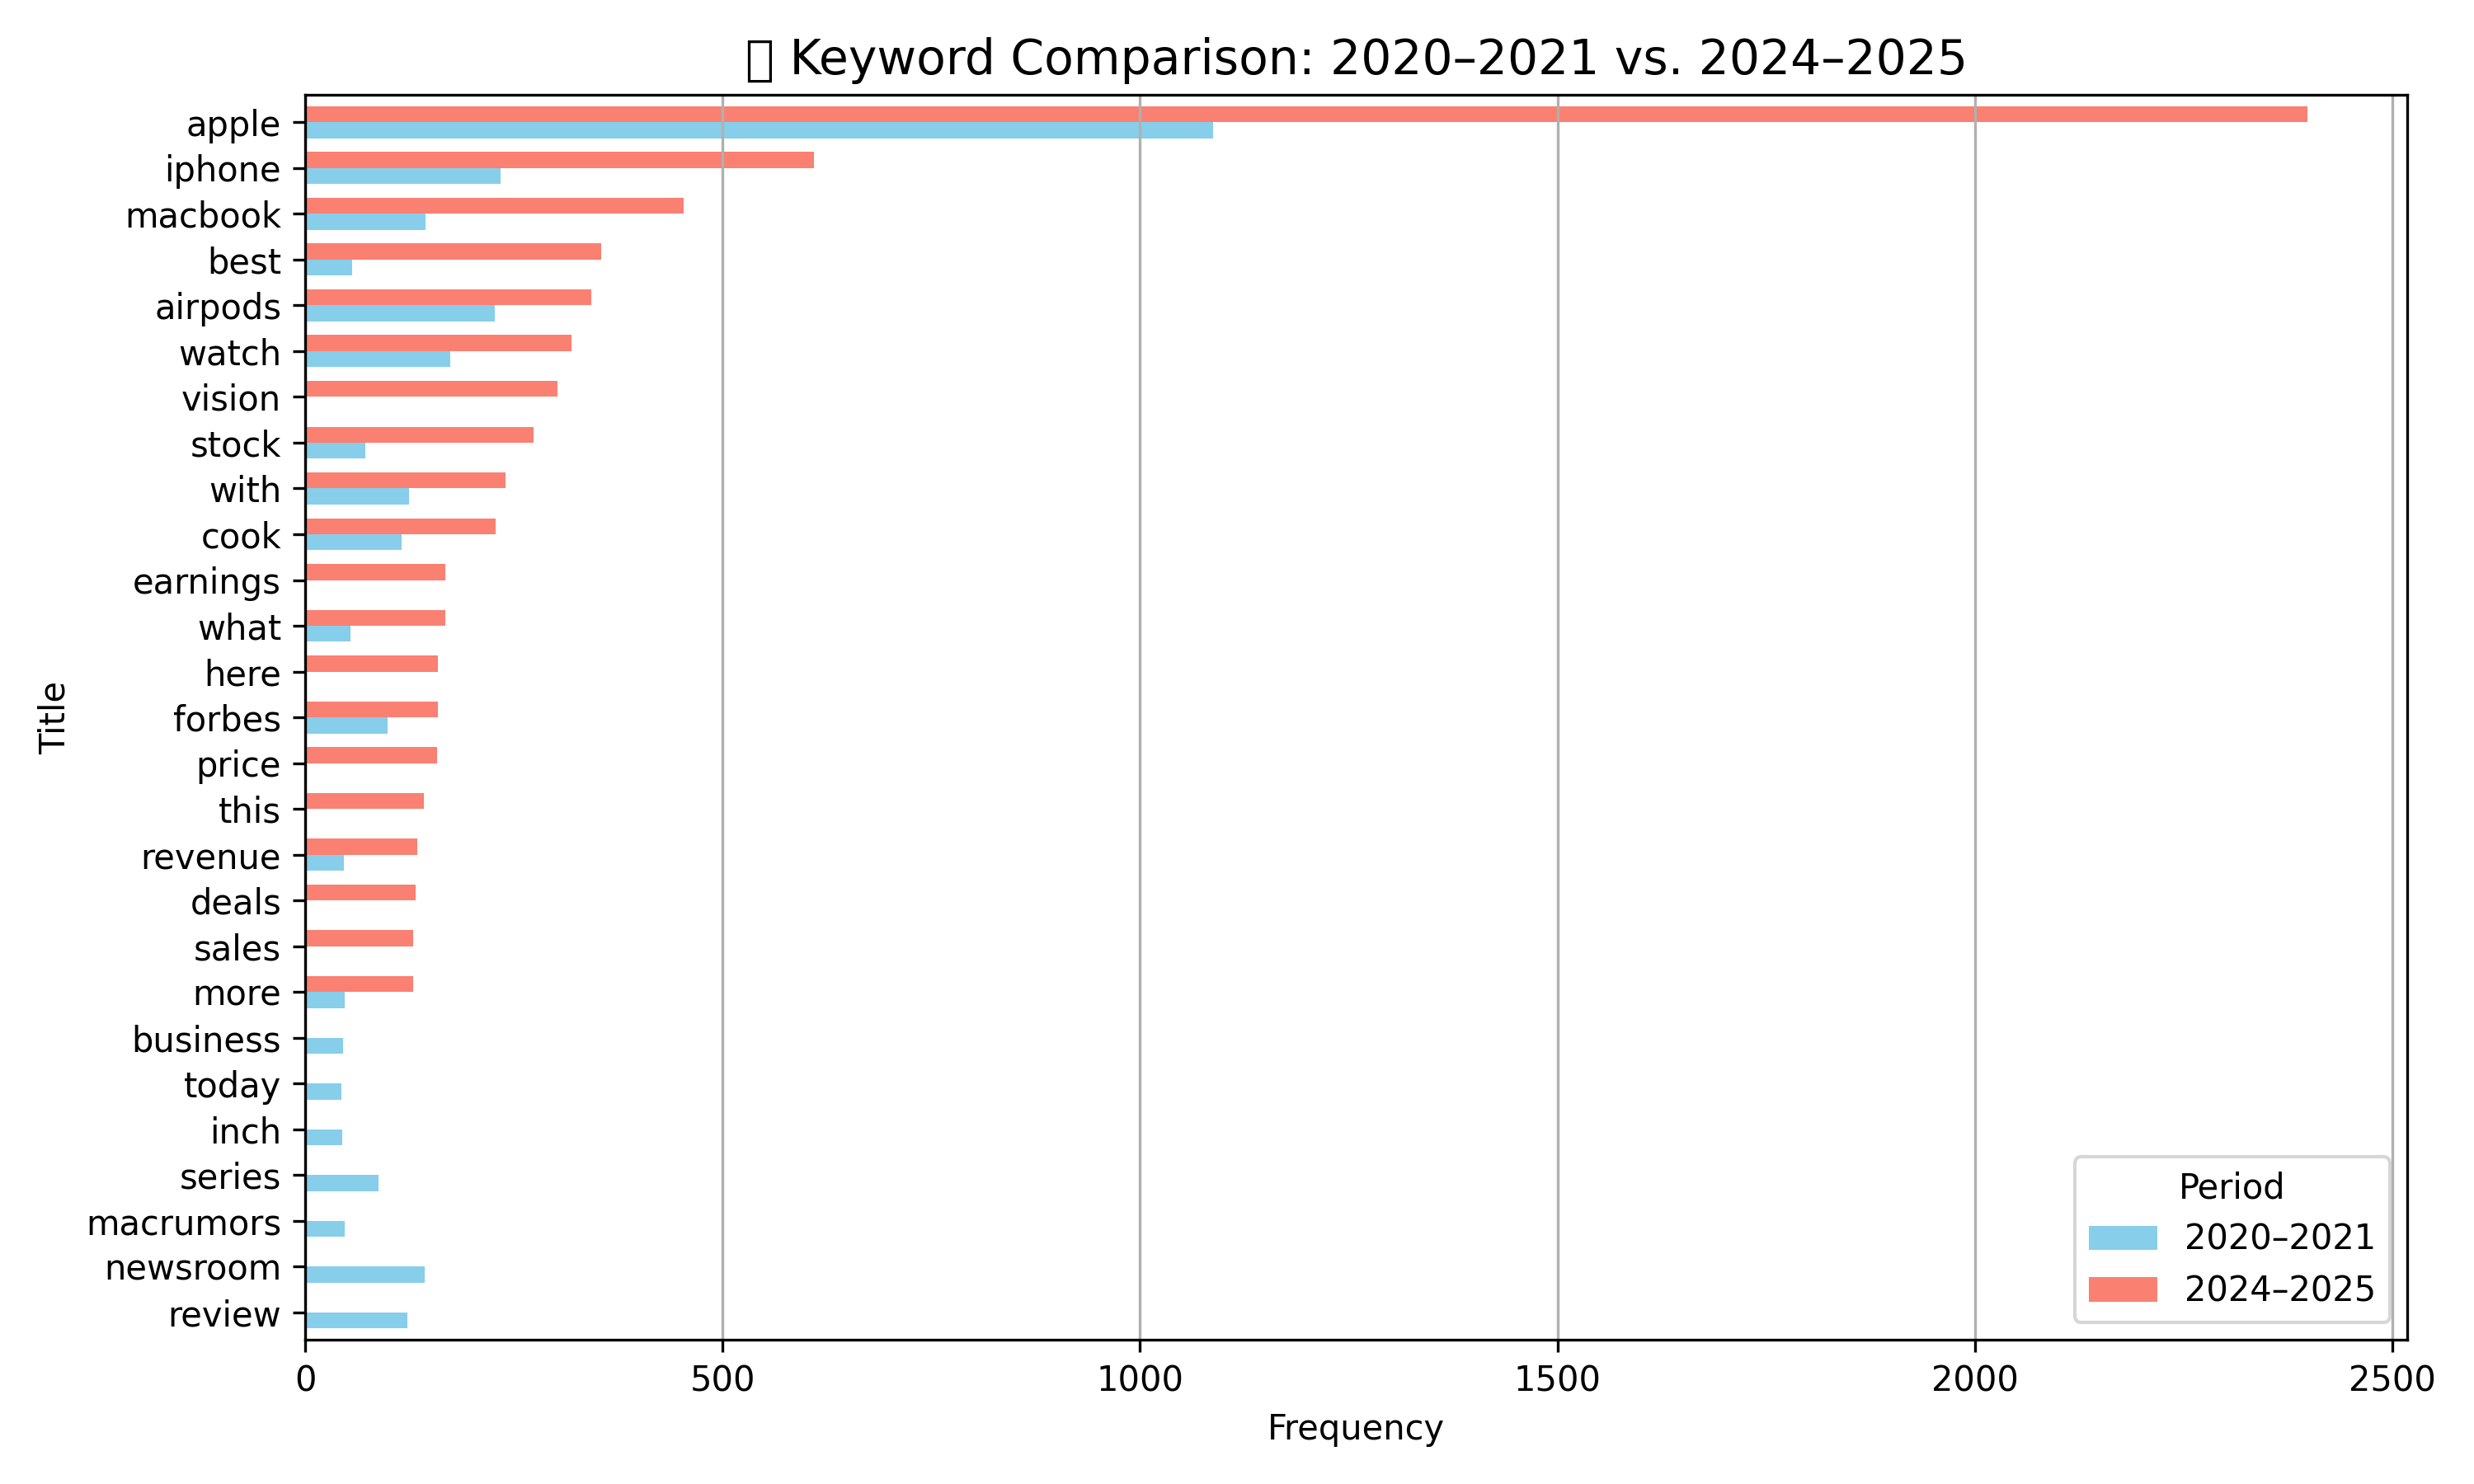 ▯ Keyword Comparison: 2020–2021 vs. 2024–2025
apple
iphone
macbook
best
airpods
watch
vision
stock
with
cook
earnings
what
here
forbes
price
this
revenue
deals
sales
more
business
today
inch
series
macrumors
newsroom
review
Title
0 500 1000 1500 2000 2500
Frequency
Period
2020–2021
2024–2025